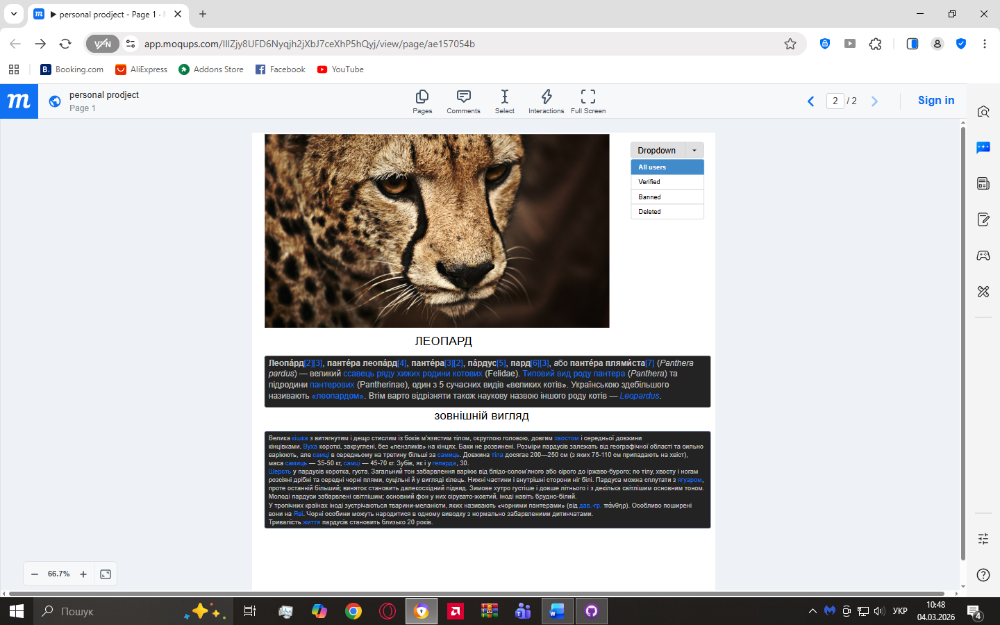 ▶ personal prodject - Page 1 ·
VPN
app.moqups.com/IIlZjy8UFD6Nyqjh2jXbJ7ceXhP5hQyj/view/page/ae157054b
Booking.com
AliExpress
Addons Store
Facebook
YouTube
personal prodject
Page 1
Pages
Comments
Select
Interactions
Full Screen
2 / 2
Sign in
Dropdown
All users
Verified
Banned
Deleted
ЛЕОПАРД
Леопа́рд[2][3], панте́ра леопа́рд[4], панте́ра[3][2], па́рдус[5], пард[6][3], або панте́ра плями́ста[7] (Panthera
pardus) — великий ссавець ряду хижих родини котових (Felidae). Типовий вид роду пантера (Panthera) та
підродини пантерових (Pantherinae), один з 5 сучасних видів «великих котів». Українською здебільшого
називають «леопардом». Втім варто відрізняти також наукову назвою іншого роду котів — Leopardus.
зовнішній вигляд
Велика кішка з витягнутим і дещо стислим із боків м'язистим тілом, округлою головою, довгим хвостом і середньої довжини
кінцівками. Вуха короткі, закруглені, без «пензликів» на кінцях. Баки не розвинені. Розміри пардусів залежать від географічної області та сильно
варіюють, але самці в середньому на третину більші за самиць. Довжина тіла досягає 200—250 см (з яких 75-110 см припадають на хвіст),
маса самиць — 35-50 кг, самці — 45-70 кг. Зубів, як і у гепарда, 30.
Шерсть у пардусів коротка, густа. Загальний тон забарвлення варіює від блідо-солом'яного або сірого до іржаво-бурого; по тілу, хвосту і ногам
розсіяні дрібні та середні чорні плями, суцільні й у вигляді кілець. Нижні частини і внутрішні сторони ніг білі. Пардуса можна сплутати з ягуаром,
проте останній більший; виняток становить далекосхідний підвид. Зимове хутро густіше і довше літнього і з декілька світлішим основним тоном.
Молоді пардуси забарвлені світлішим; основний фон у них сірувато-жовтий, іноді навіть брудно-білий.
У тропічних країнах іноді зустрічаються тварини-меланісти, яких називають «чорними пантерами» (від дав.-гр. πάνθηρ). Особливо поширені
вони на Яві. Чорні особини можуть народитися в одному виводку з нормально забарвленими дитинчатами.
Тривалість життя пардусів становить близько 20 років.
66.7%
Пошук
УКР
10:48
04.03.2026
4